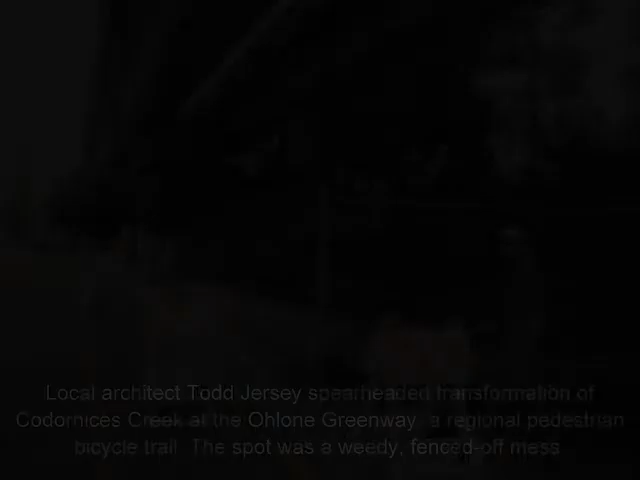 Local architect Todd Jersey spearheaded transformation of
Codornices Creek at the Ohlone Greenway, a regional pedestrian
bicycle trail. The spot was a weedy, fenced-off mess